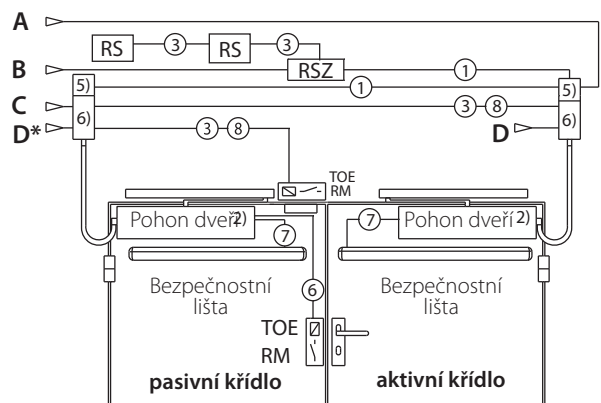 A
RS 3 RS 3
B RSZ 1
5) 1 5)
C 3 8
6) 6)
D* 3 8 D
TOE
RM
Pohon dveří 2) Pohon dveří 2)
7 7
Bezpečnostní lišta
6
Bezpečnostní lišta
TOE
RM
pasivní křídlo aktivní křídlo